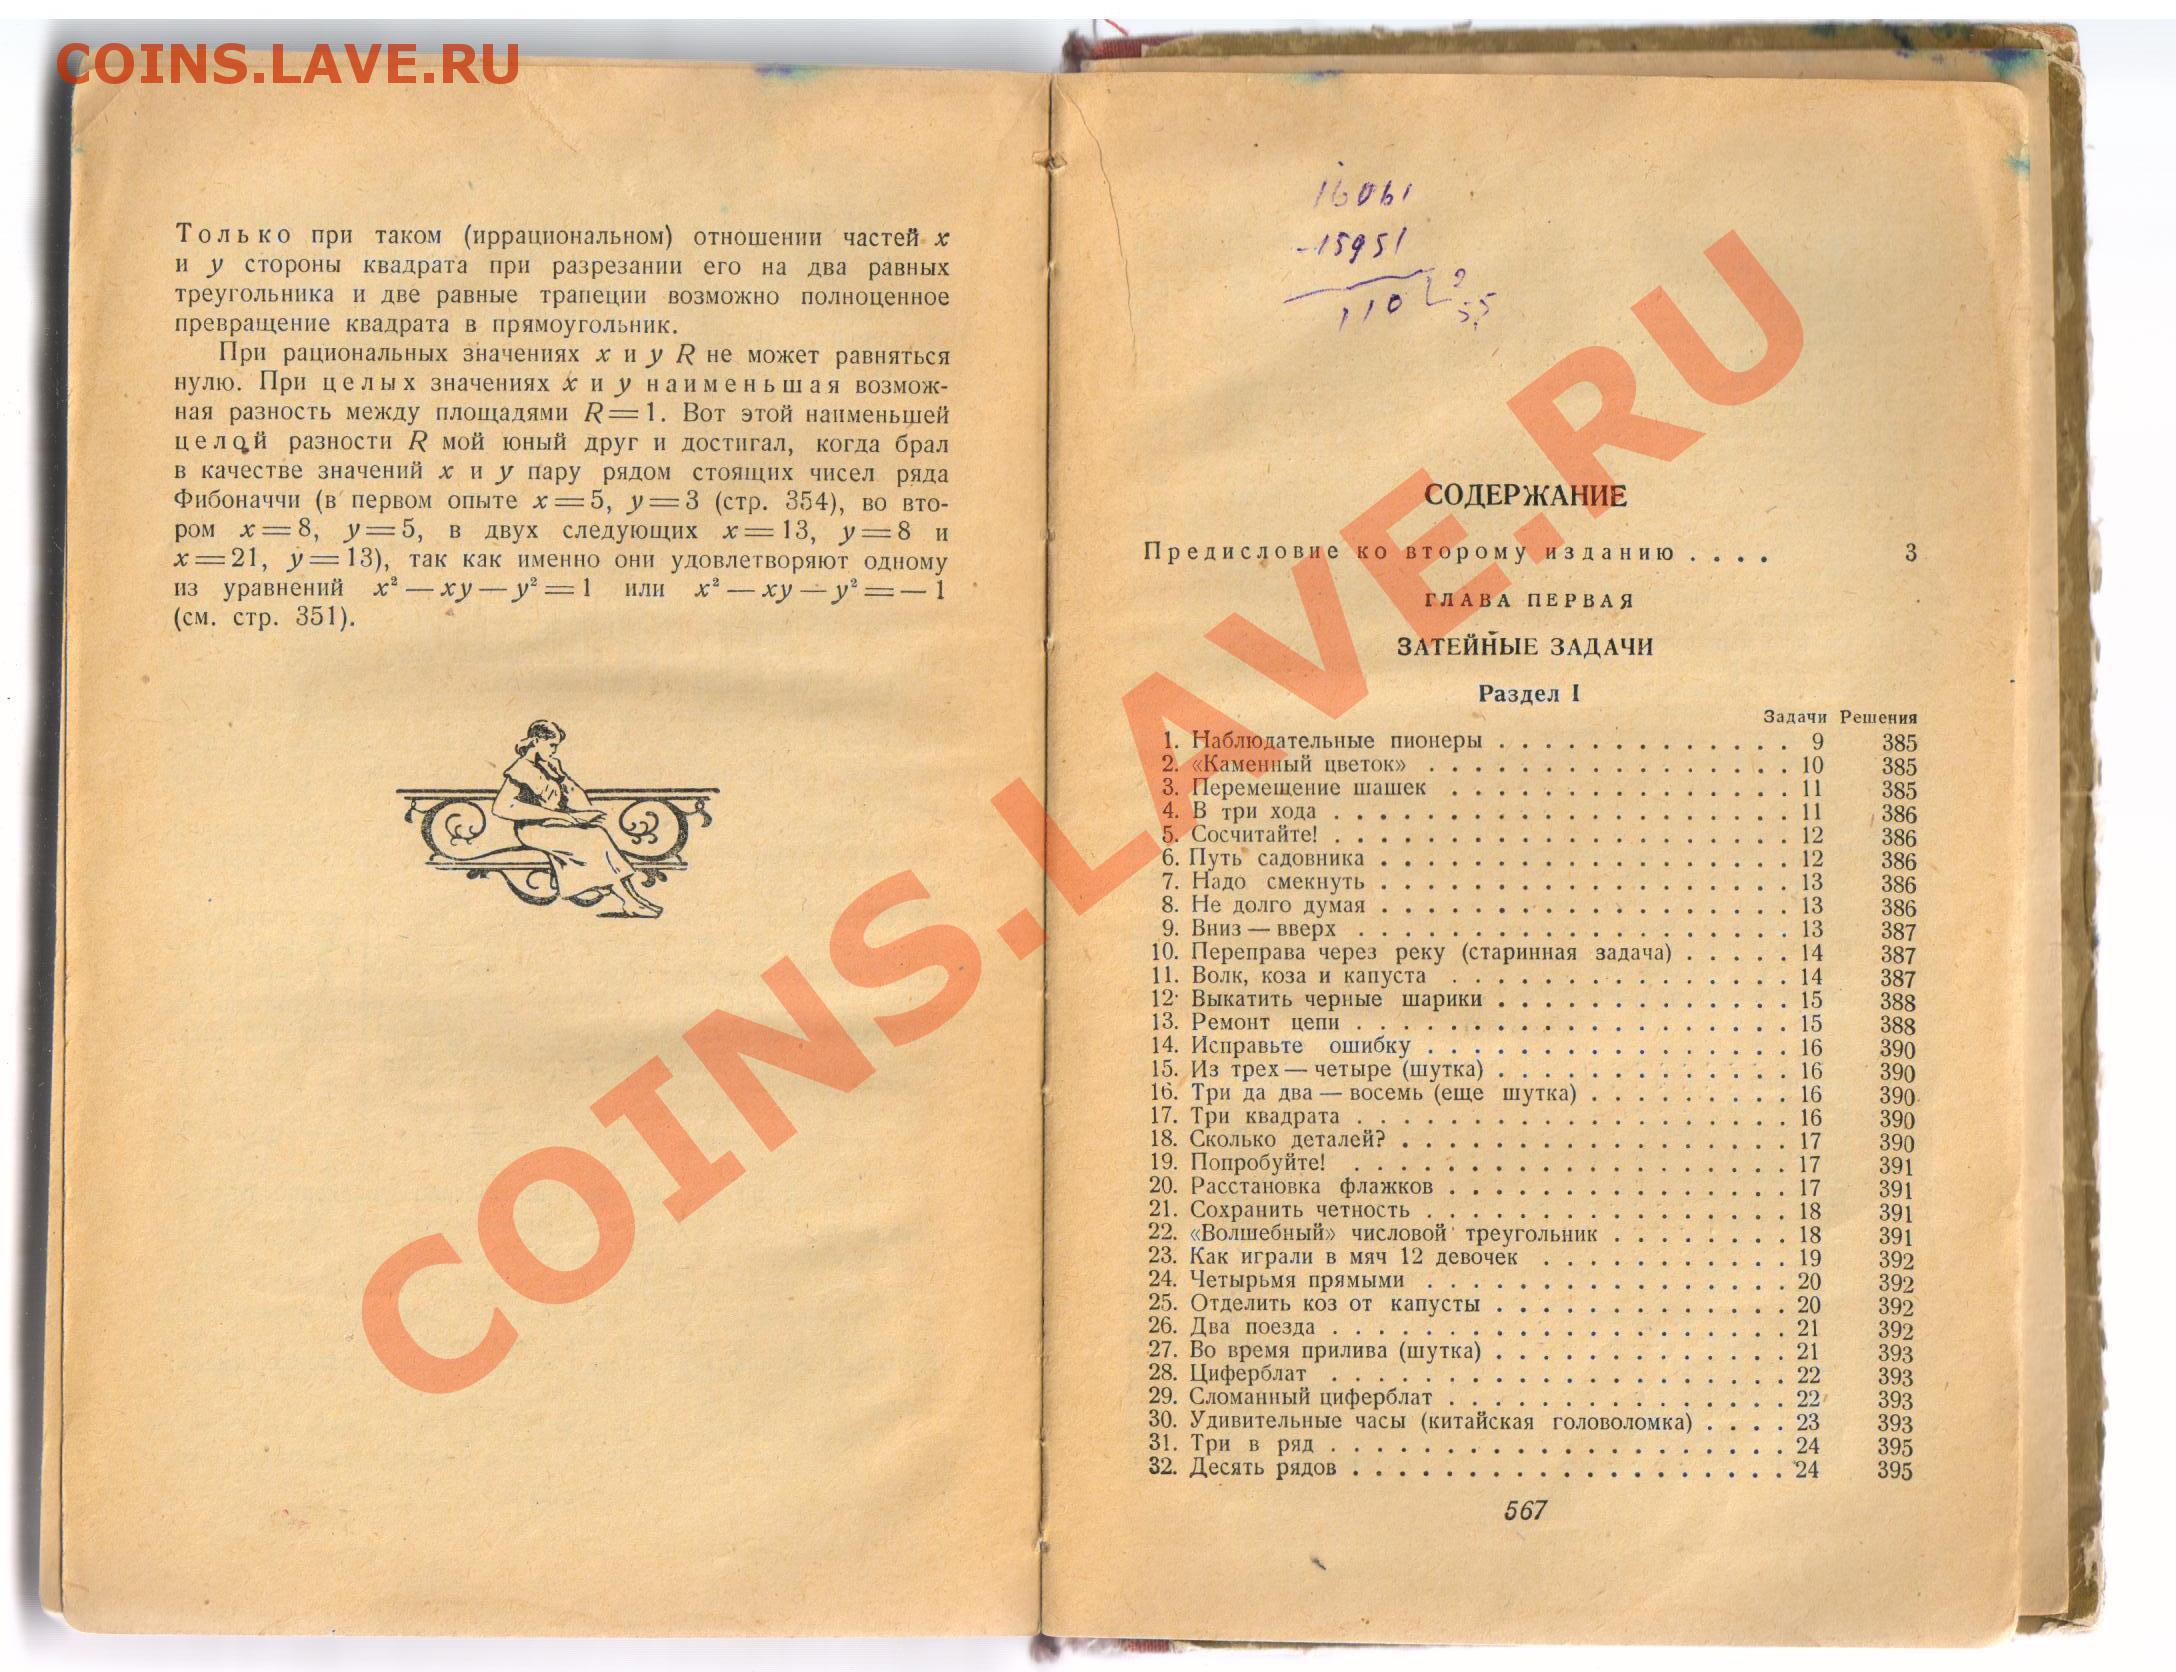 COINS.LAVE.RU
Только при таком (иррациональном) отношении частей x
и y стороны квадрата при разрезании его на два равных
треугольника и две равные трапеции возможно полноценное
превращение квадрата в прямоугольник.
При рациональных значениях x и y R не может равняться
нулю. При целых значениях x и y наименьшая возмож-
ная разность между площадями R=1. Вот этой наименьшей
целой разности R мой юный друг и достигал, когда брал
в качестве значений x и y пару рядом стоящих чисел ряда
Фибоначчи (в первом опыте x=5, y=3 (стр. 354), во вто-
ром x=8, y=5, в двух следующих x=13, y=8 и
x=21, y=13), так как именно они удовлетворяют одному
из уравнений x²—xy—y²=1 или x²—xy—y²=—1
(см. стр. 351).
16061
-15951
110 2
55
СОДЕРЖАНИЕ
Предисловие ко второму изданию . . . . 3
ГЛАВА ПЕРВАЯ
ЗАТЕЙНЫЕ ЗАДАЧИ
Раздел I
Задачи Решения
1. Наблюдательные пионеры . . . . . . . . . . . . . 9 385
2. «Каменный цветок» . . . . . . . . . . . . . . . . 10 385
3. Перемещение шашек . . . . . . . . . . . . . . . 11 385
4. В три хода . . . . . . . . . . . . . . . . . . . . 11 386
5. Сосчитайте! . . . . . . . . . . . . . . . . . . . . 12 386
6. Путь садовника . . . . . . . . . . . . . . . . . . 12 386
7. Надо смекнуть . . . . . . . . . . . . . . . . . . 13 386
8. Не долго думая . . . . . . . . . . . . . . . . . . 13 386
9. Вниз — вверх . . . . . . . . . . . . . . . . . . . 13 387
10. Переправа через реку (старинная задача) . . . . . 14 387
11. Волк, коза и капуста . . . . . . . . . . . . . . . 14 387
12. Выкатить черные шарики . . . . . . . . . . . . . 15 388
13. Ремонт цепи . . . . . . . . . . . . . . . . . . . 15 388
14. Исправьте ошибку . . . . . . . . . . . . . . . . 16 390
15. Из трех — четыре (шутка) . . . . . . . . . . . . . 16 390
16. Три да два — восемь (еще шутка) . . . . . . . . . 16 390
17. Три квадрата . . . . . . . . . . . . . . . . . . . 16 390
18. Сколько деталей? . . . . . . . . . . . . . . . . . 17 390
19. Попробуйте! . . . . . . . . . . . . . . . . . . . 17 391
20. Расстановка флажков . . . . . . . . . . . . . . . 17 391
21. Сохранить четность . . . . . . . . . . . . . . . . 18 391
22. «Волшебный» числовой треугольник . . . . . . . . 18 391
23. Как играли в мяч 12 девочек . . . . . . . . . . . 19 392
24. Четырьмя прямыми . . . . . . . . . . . . . . . . 20 392
25. Отделить коз от капусты . . . . . . . . . . . . . 20 392
26. Два поезда . . . . . . . . . . . . . . . . . . . . 21 392
27. Во время прилива (шутка) . . . . . . . . . . . . . 21 393
28. Циферблат . . . . . . . . . . . . . . . . . . . . 22 393
29. Сломанный циферблат . . . . . . . . . . . . . . . 22 393
30. Удивительные часы (китайская головоломка) . . . . 23 393
31. Три в ряд . . . . . . . . . . . . . . . . . . . . 24 395
32. Десять рядов . . . . . . . . . . . . . . . . . . . 24 395
567
COINS.LAVE.RU